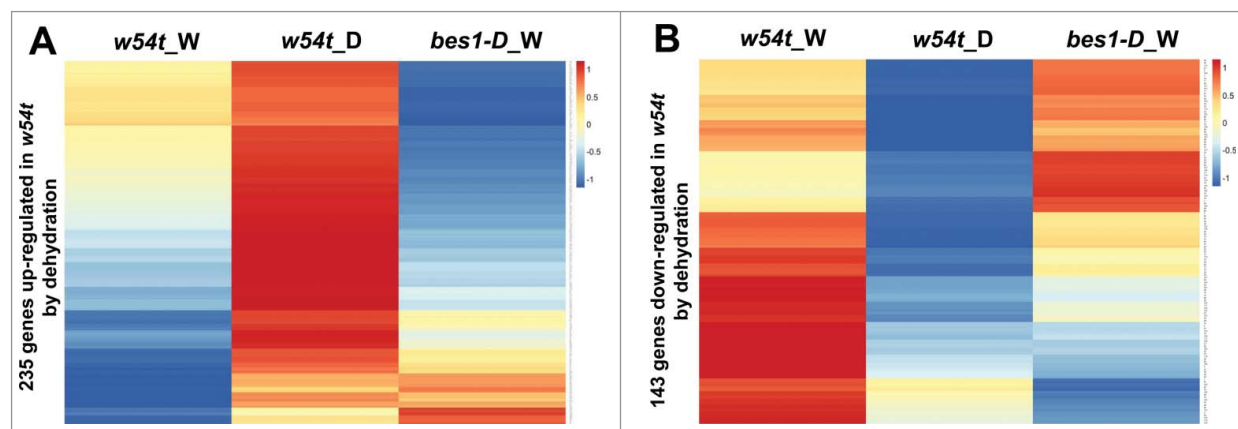 A
w54t_W w54t_D bes1-D_W
235 genes up-regulated in w54t
by dehydration
1
0.5
0
-0.5
-1
B
w54t_W w54t_D bes1-D_W
143 genes down-regulated in w54t
by dehydration
1
0.5
0
-0.5
-1